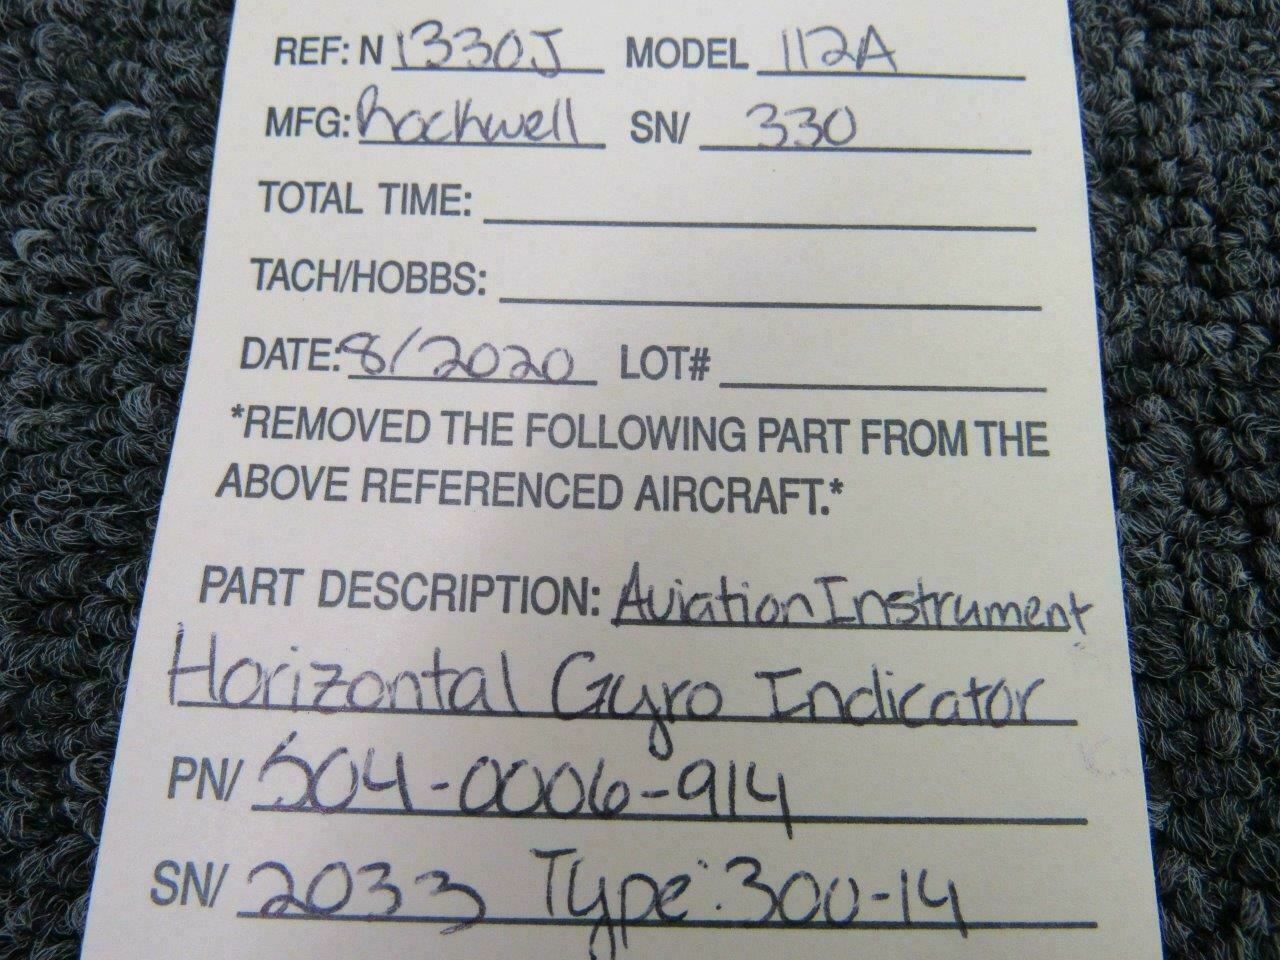 REF: N 1330J MODEL 112A
MFG: Rockwell SN/ 330
TOTAL TIME:
TACH/HOBBS:
DATE: 8/2020 LOT#
*REMOVED THE FOLLOWING PART FROM THE
ABOVE REFERENCED AIRCRAFT.*
PART DESCRIPTION: Aviation Instrument
Horizontal Gyro Indicator
PN/ 504-0006-914
SN/ 2033 Type: 300-14